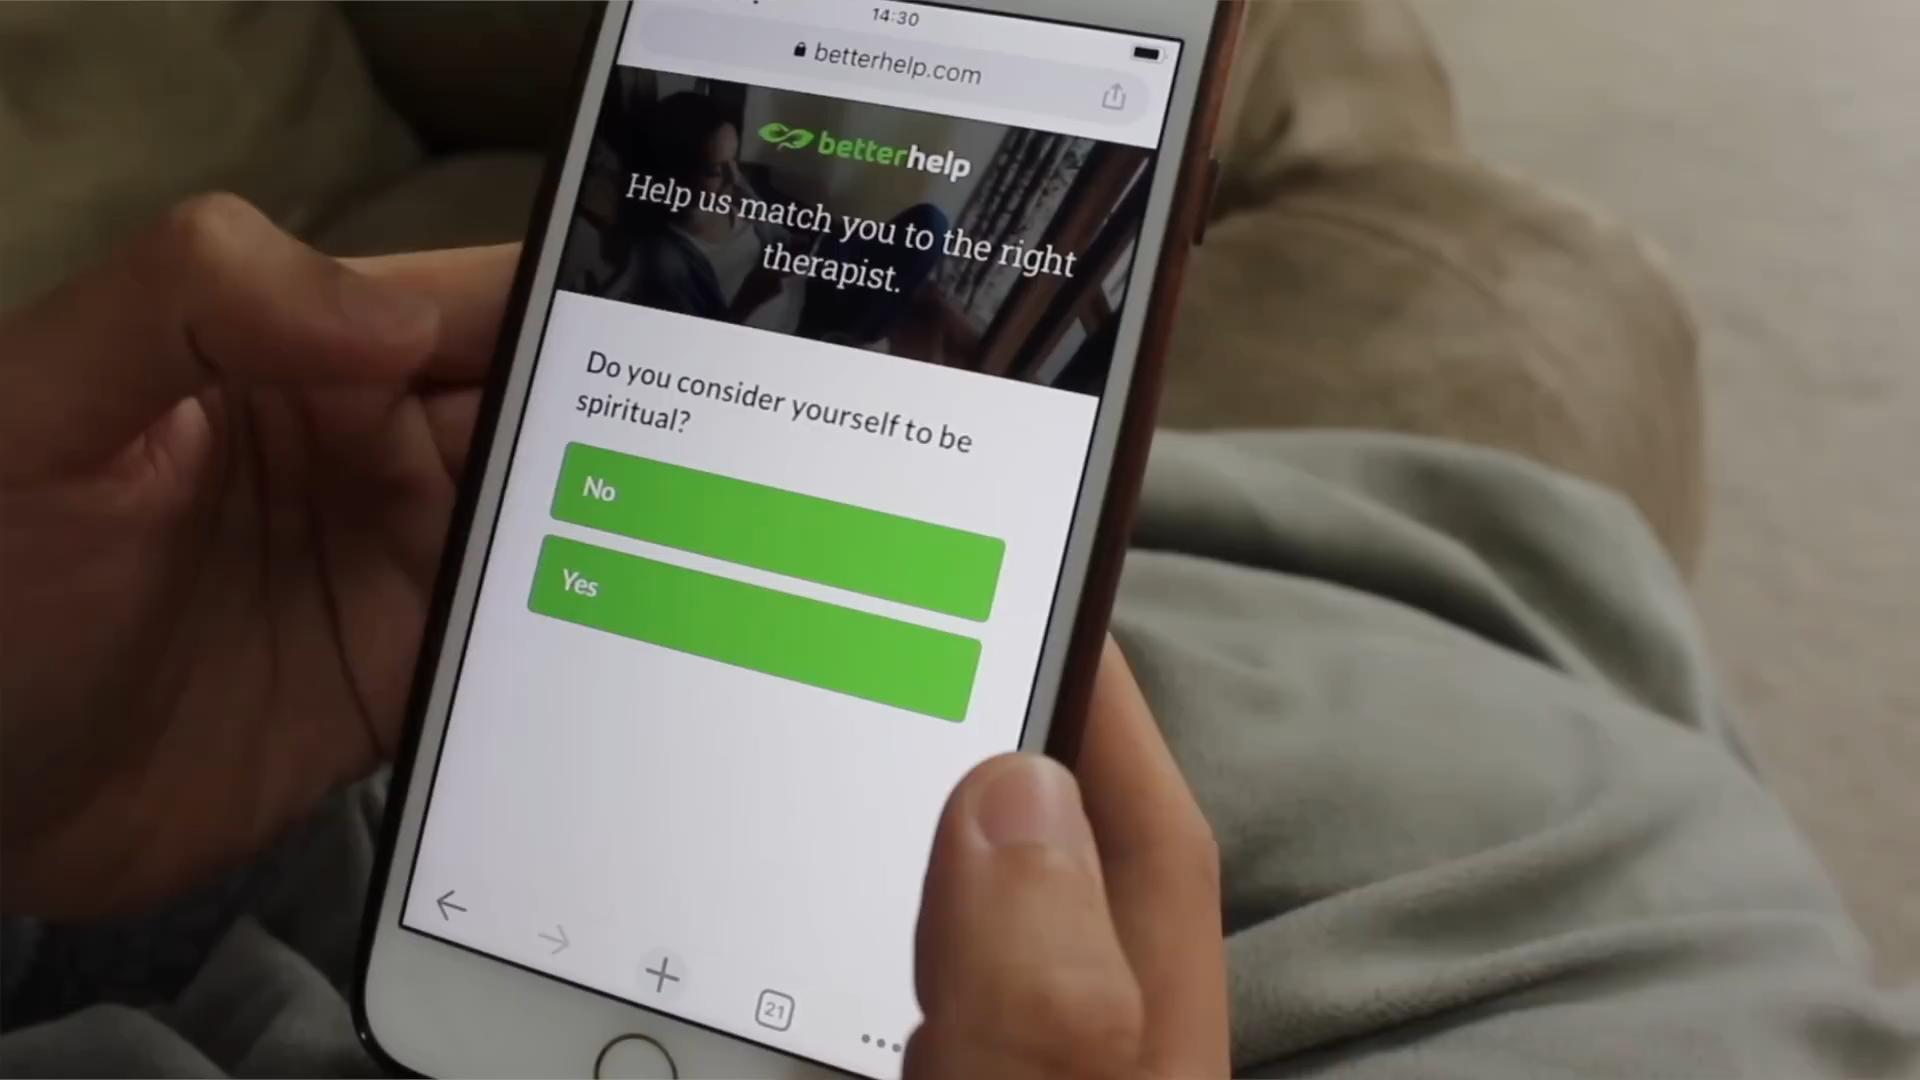 14:30
betterhelp.com
betterhelp
Help us match you to the right
therapist.
Do you consider yourself to be
spiritual?
No
Yes
21